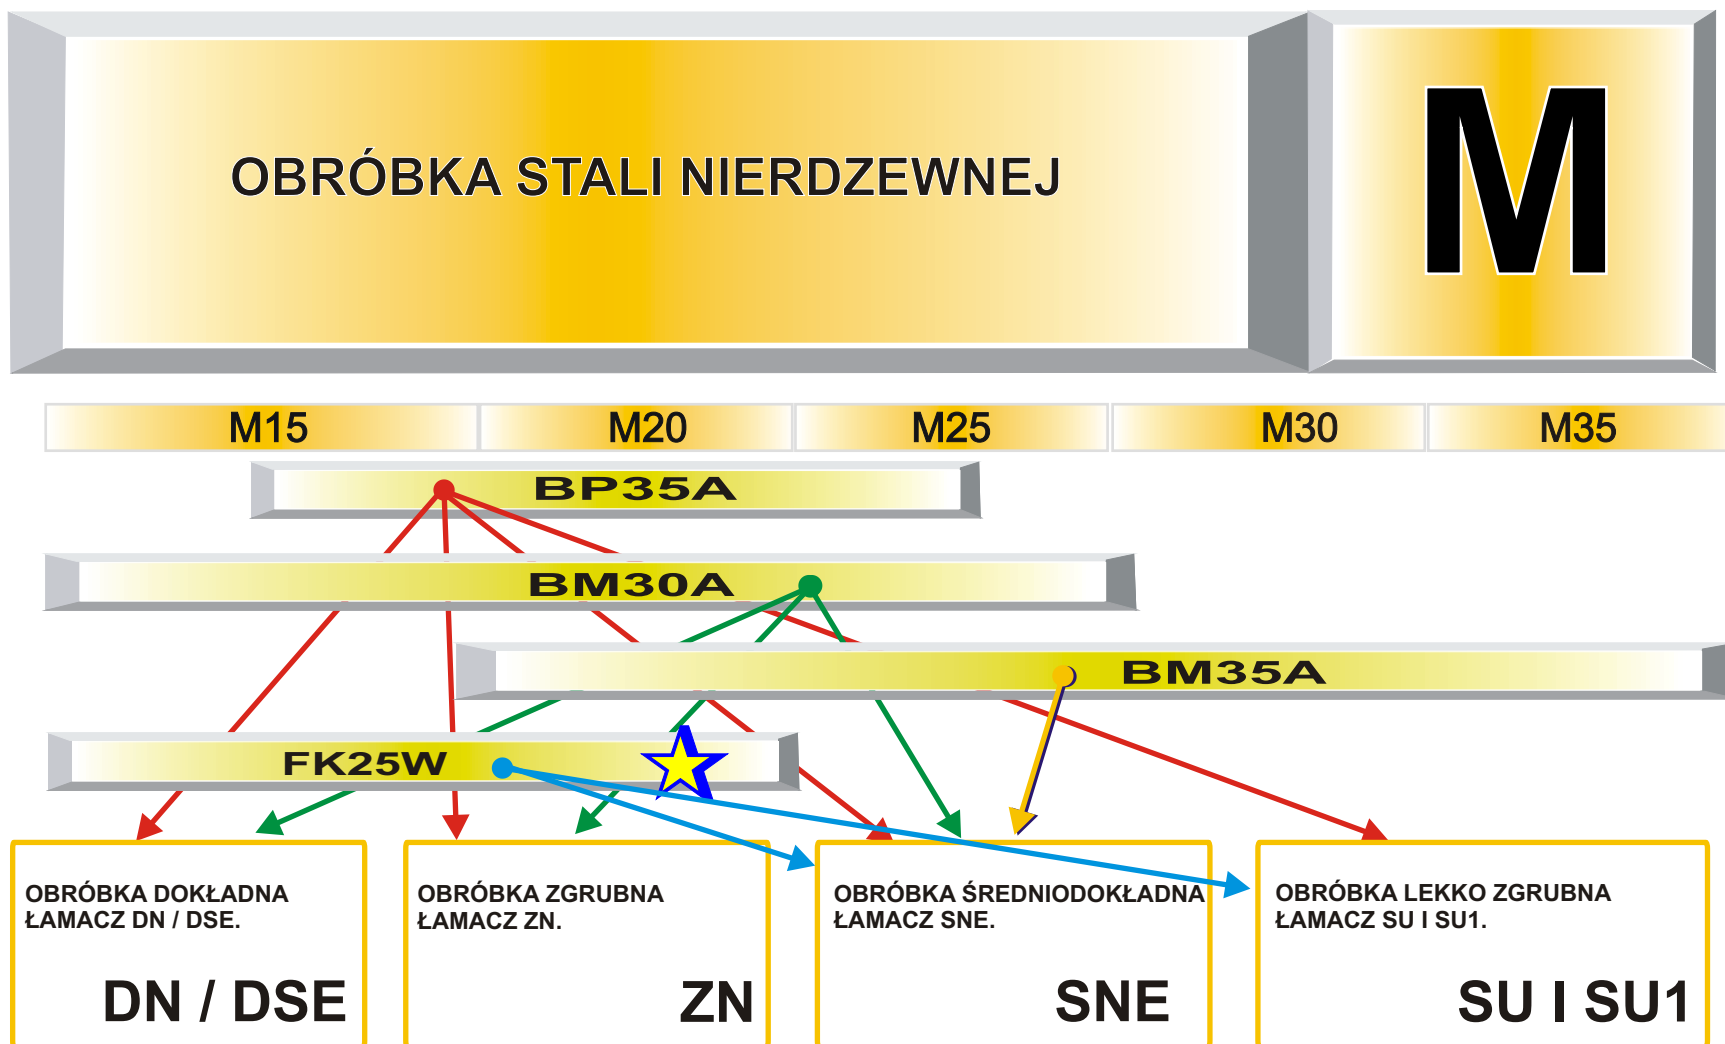 OBRÓBKA STALI NIERDZEWNEJ
M
M15 M20 M25 M30 M35
BP35A
BM30A
BM35A
FK25W
OBRÓBKA DOKŁADNA
ŁAMACZ DN / DSE.
DN / DSE
OBRÓBKA ZGRUBNA
ŁAMACZ ZN.
ZN
OBRÓBKA ŚREDNIODOKŁADNA
ŁAMACZ SNE.
SNE
OBRÓBKA LEKKO ZGRUBNA
ŁAMACZ SU I SU1.
SU I SU1